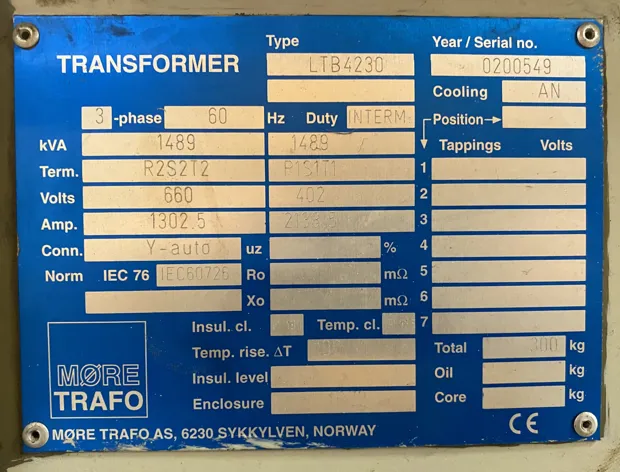 TRANSFORMER
Type LTB4230
Year / Serial no. 0200549
Cooling AN
3 -phase 60 Hz Duty INTERM.
Position
kVA 1489 1489
Tappings Volts
Term. R2S2T2 R1S1T1
1
Volts 660 402
2
Amp. 1302.5
3
Conn. Y-auto uz %
4
Norm IEC 76 IEC60726 Ro mΩ
5
Xo mΩ
6
Insul. cl. Temp. cl.
7
Temp. rise. ΔT
Total 300 kg
Insul. level
Oil kg
Enclosure
Core kg
MØRE
TRAFO
MØRE TRAFO AS, 6230 SYKKYLVEN, NORWAY
CE